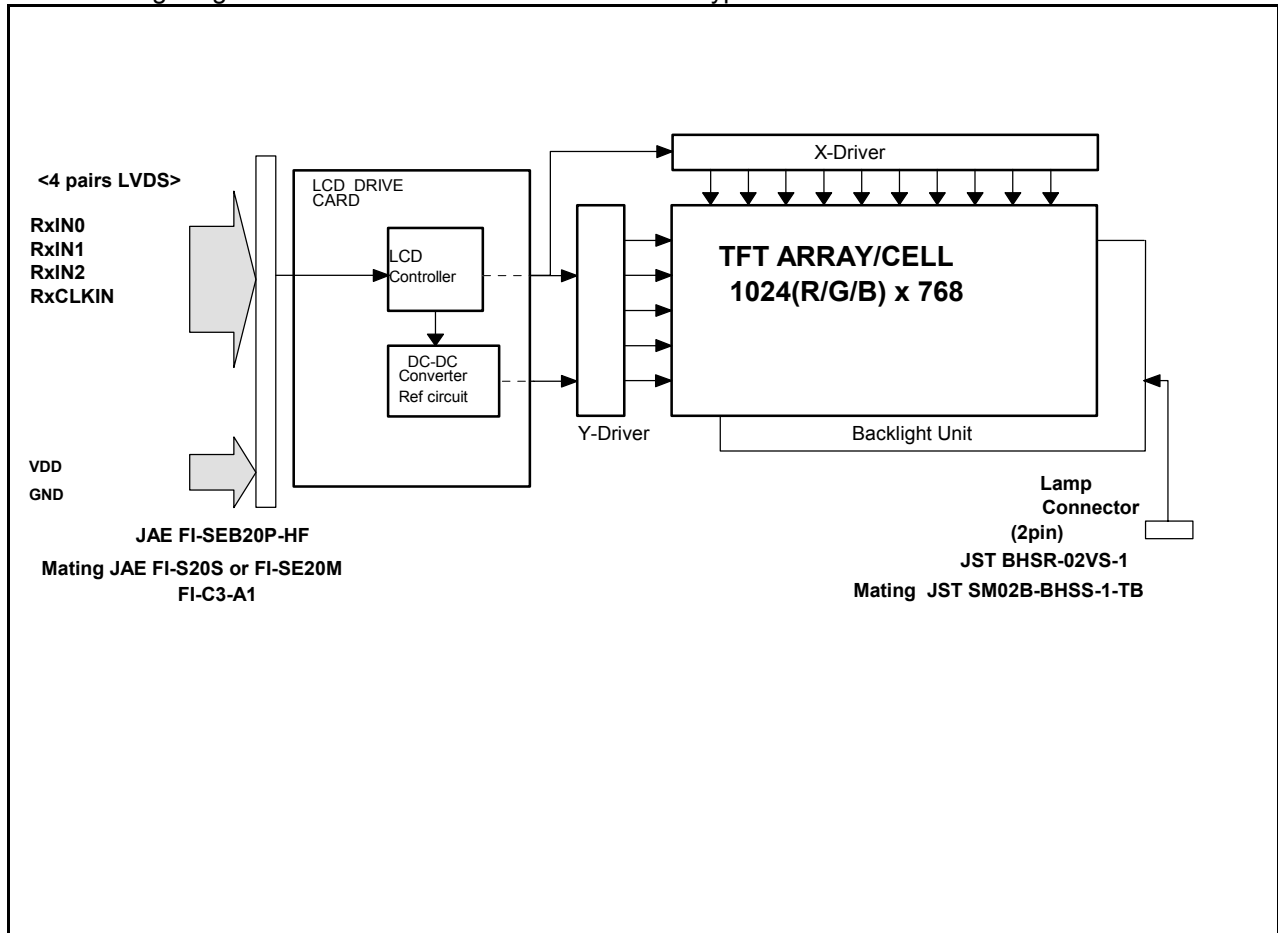 X-Driver
<4 pairs LVDS>
RxIN0
RxIN1
RxIN2
RxCLKIN
LCD DRIVE
CARD
LCD
Controller
DC-DC
Converter
Ref circuit
TFT ARRAY/CELL
1024(R/G/B) x 768
Y-Driver
Backlight Unit
VDD
GND
JAE FI-SEB20P-HF
Mating JAE FI-S20S or FI-SE20M
FI-C3-A1
Lamp
Connector
(2pin)
JST BHSR-02VS-1
Mating JST SM02B-BHSS-1-TB